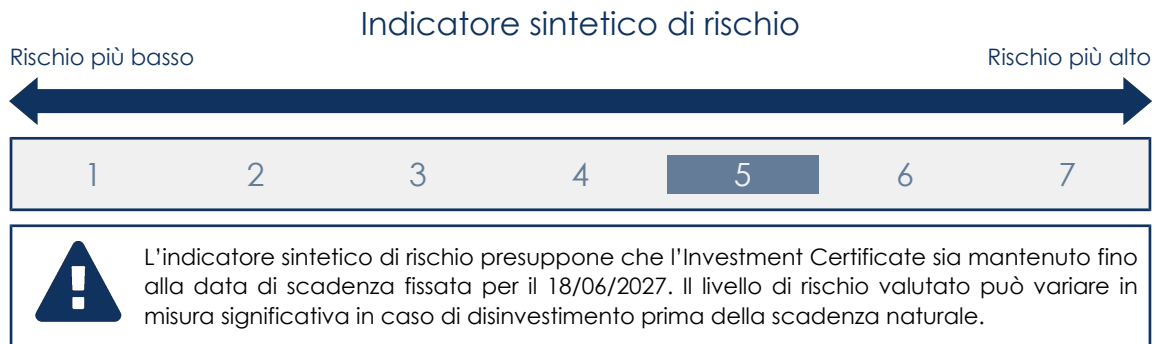 Indicatore sintetico di rischio
Rischio più basso
Rischio più alto
1 2 3 4 5 6 7
L’indicatore sintetico di rischio presuppone che l’Investment Certificate sia mantenuto fino
alla data di scadenza fissata per il 18/06/2027. Il livello di rischio valutato può variare in
misura significativa in caso di disinvestimento prima della scadenza naturale.